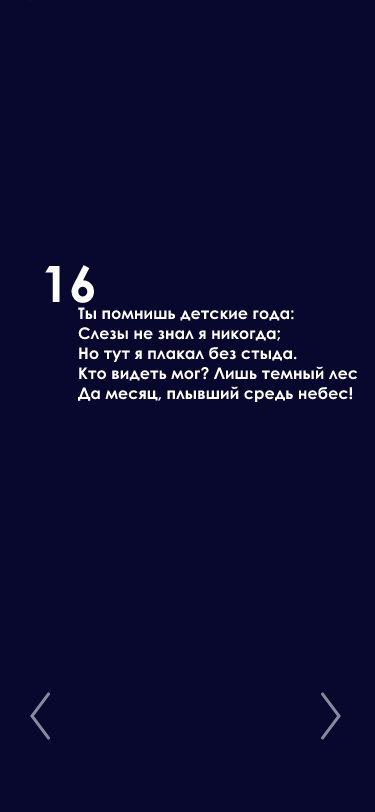 16
Ты помнишь детские года:
Слезы не знал я никогда;
Но тут я плакал без стыда.
Кто видеть мог? Лишь темный лес
Да месяц, плывший средь небес!